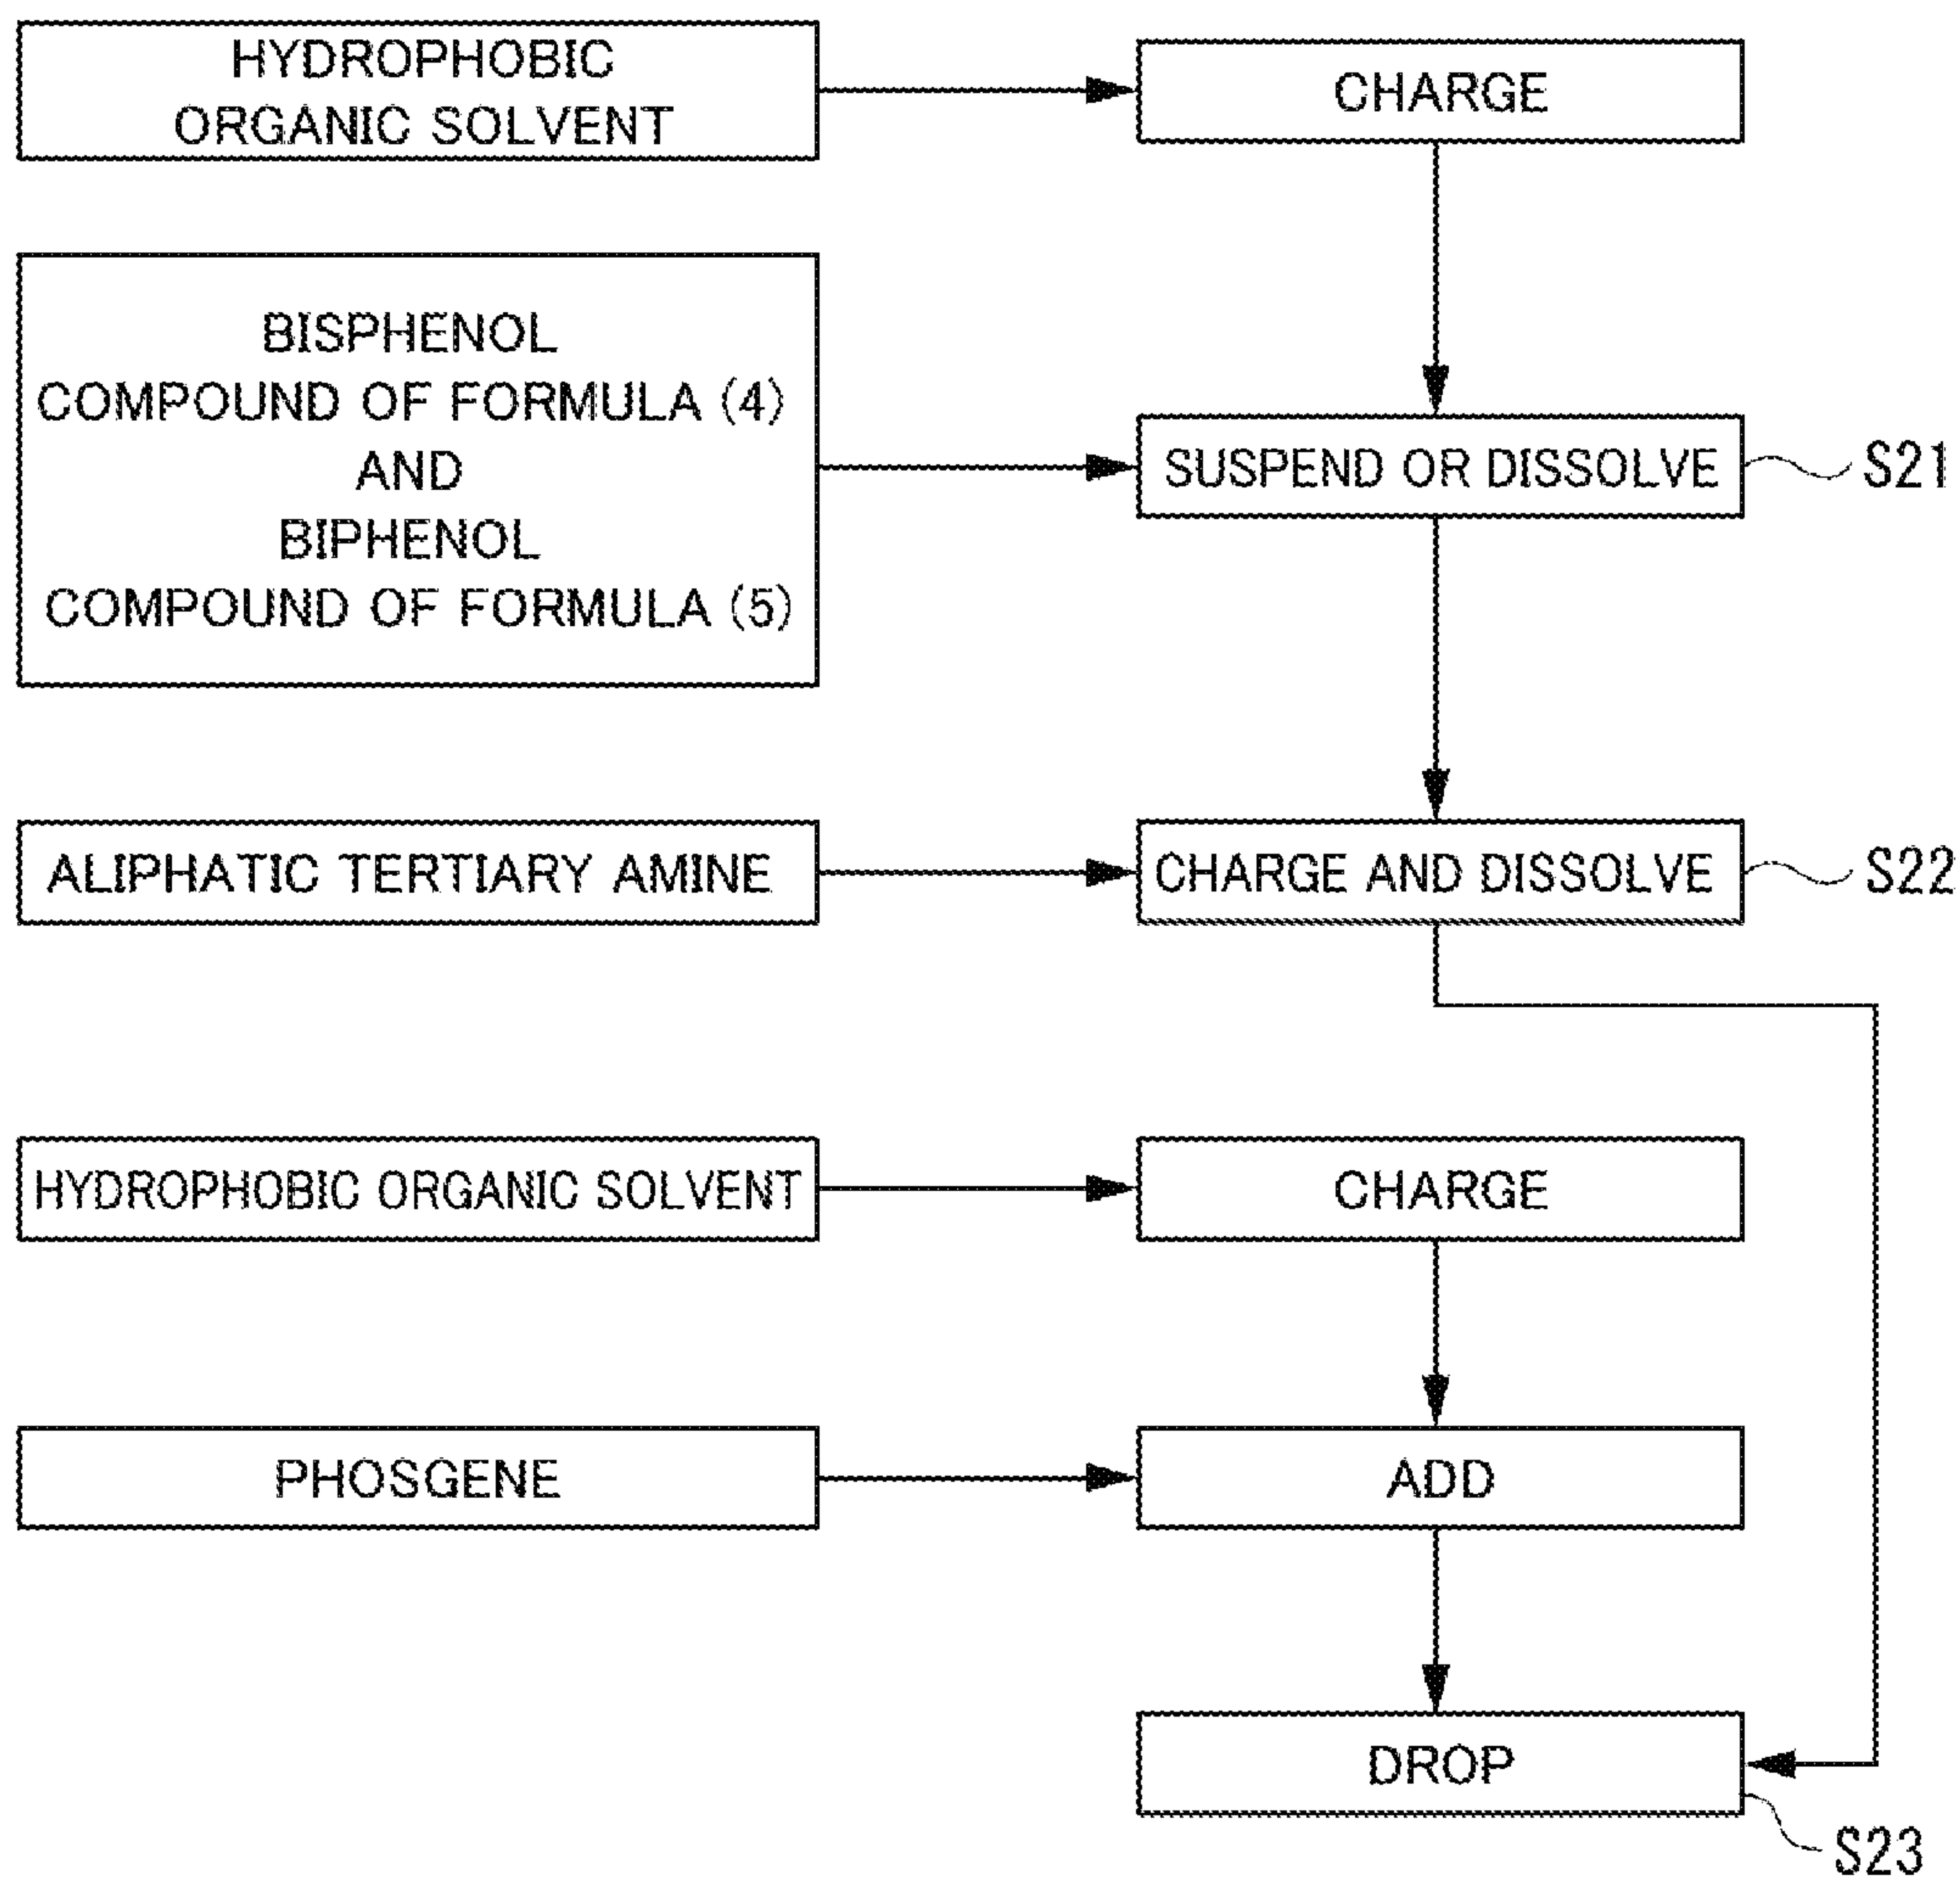 HYDROPHOBIC
ORGANIC SOLVENT
CHARGE
BISPHENOL
COMPOUND OF FORMULA (4)
AND
BIPHENOL
COMPOUND OF FORMULA (5)
SUSPEND OR DISSOLVE
S21
ALIPHATIC TERTIARY AMINE
CHARGE AND DISSOLVE
S22
HYDROPHOBIC ORGANIC SOLVENT
CHARGE
PHOSGENE
ADD
DROP
S23